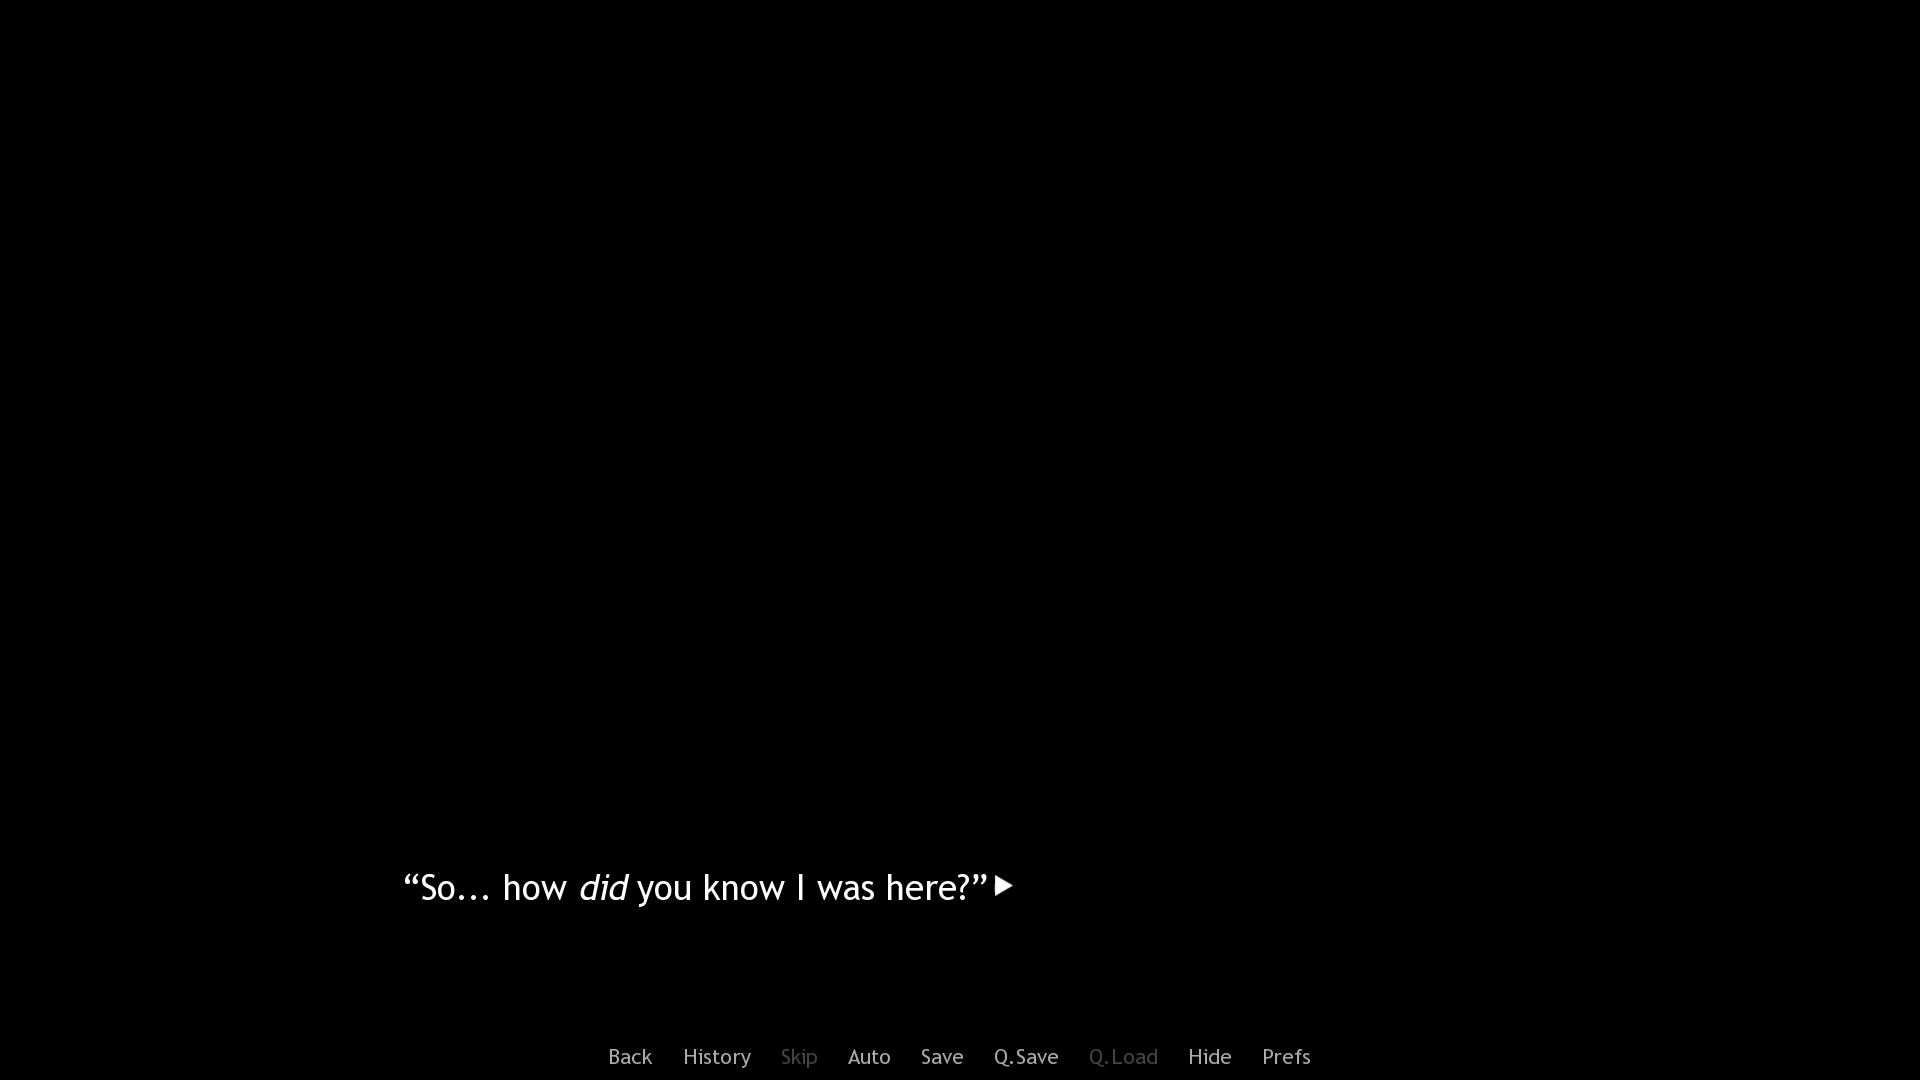 “So... how did you know I was here?”
Back History Skip Auto Save Q.Save Q.Load Hide Prefs